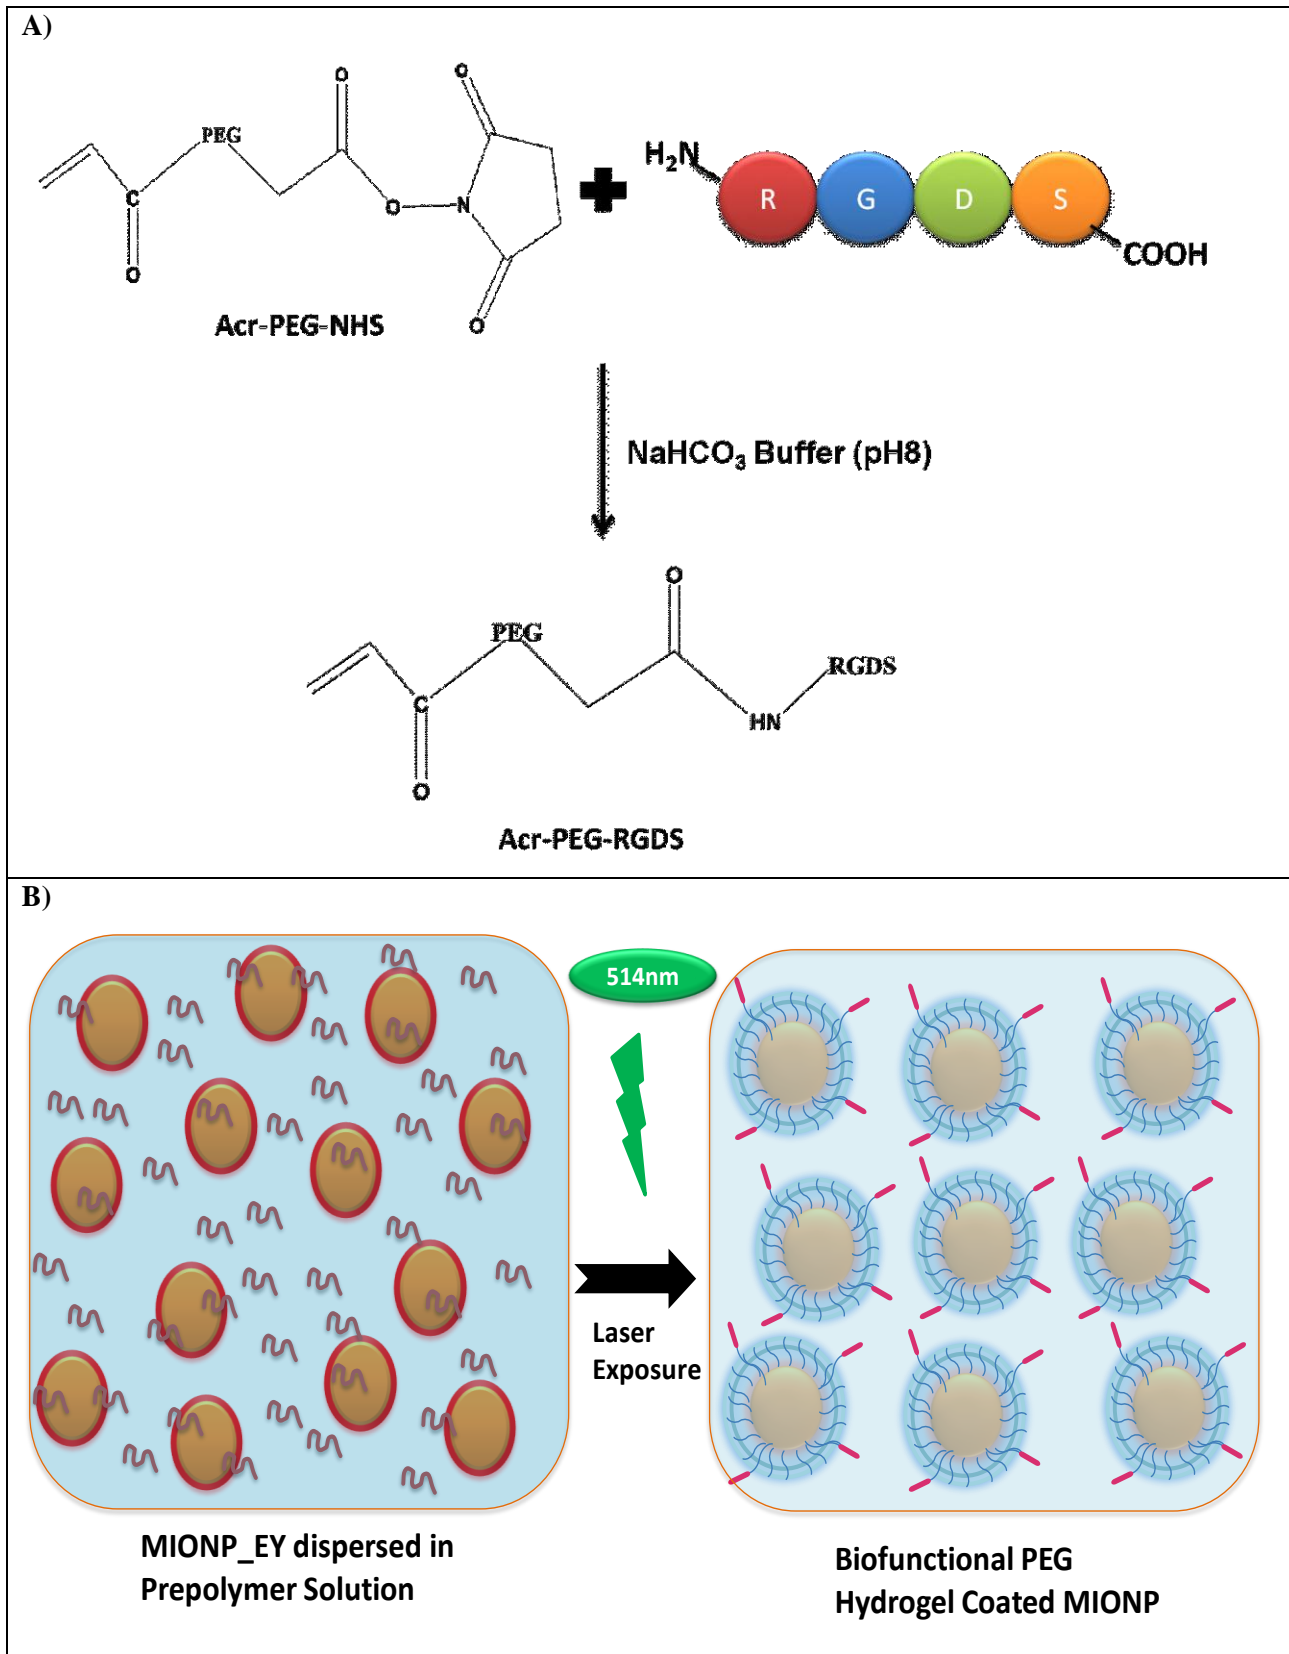 A)
O
O
PEG
C
O
O
N
O
Acr-PEG-NHS
H₂N
R G D S
COOH
NaHCO₃ Buffer (pH8)
O
PEG
RGDS
C
HN
O
Acr-PEG-RGDS
B)
514nm
Laser
Exposure
MIONP_EY dispersed in
Prepolymer Solution
Biofunctional PEG
Hydrogel Coated MIONP